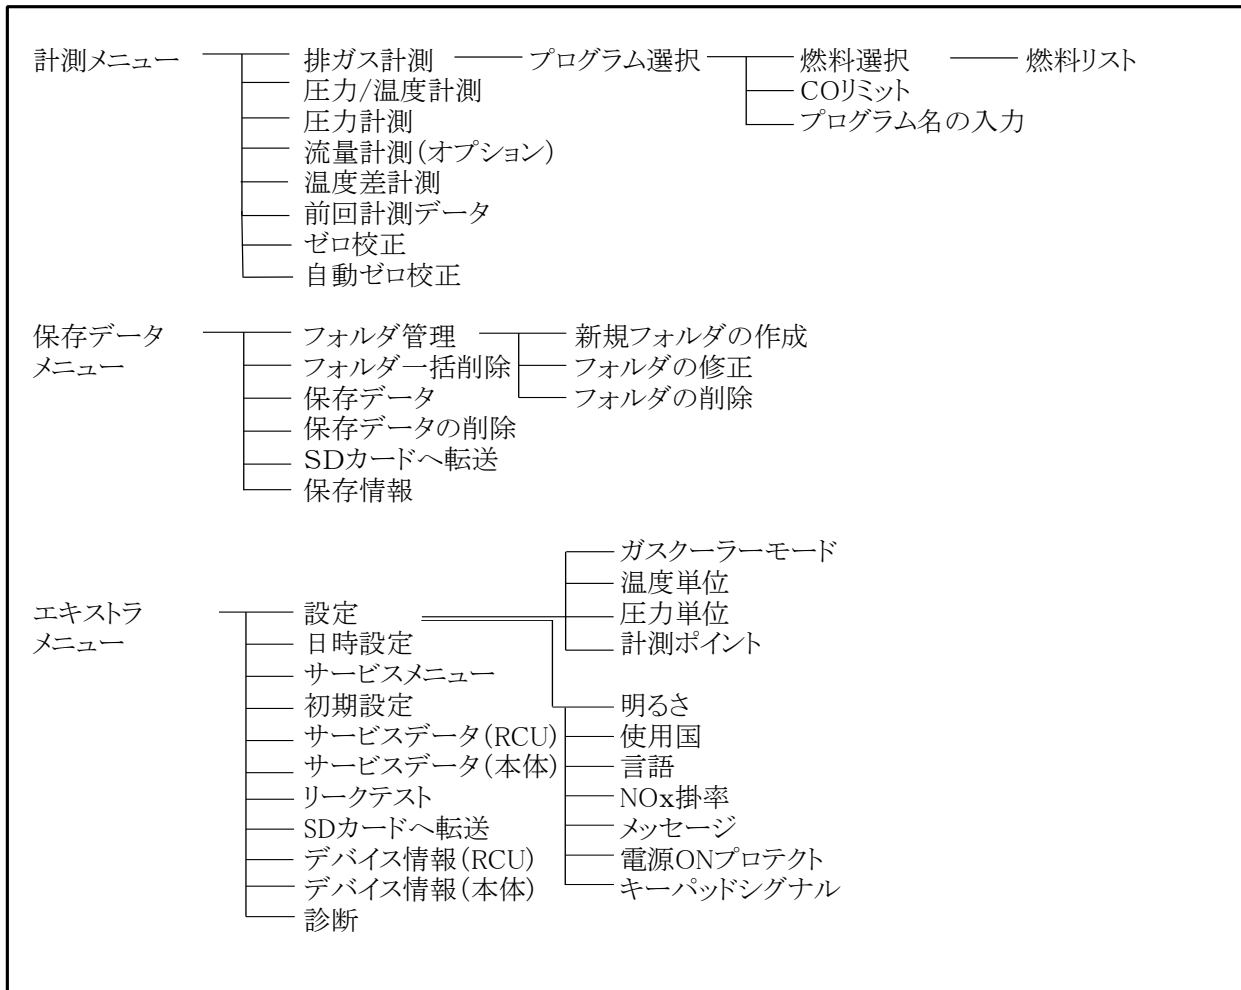 計測メニュー 排ガス計測 プログラム選択 燃料選択 燃料リスト
圧力/温度計測 COリミット
圧力計測 プログラム名の入力
流量計測(オプション)
温度差計測
前回計測データ
ゼロ校正
自動ゼロ校正
保存データ フォルダ管理 新規フォルダの作成
メニュー フォルダ一括削除 フォルダの修正
保存データ フォルダの削除
保存データの削除
SDカードへ転送
保存情報
ガスクーラーモード
温度単位
エキストラ 設定 圧力単位
メニュー 日時設定 計測ポイント
サービスメニュー
初期設定 明るさ
サービスデータ(RCU) 使用国
サービスデータ(本体) 言語
リークテスト NOx掛率
SDカードへ転送 メッセージ
デバイス情報(RCU) 電源ONプロテクト
デバイス情報(本体) キーパッドシグナル
診断